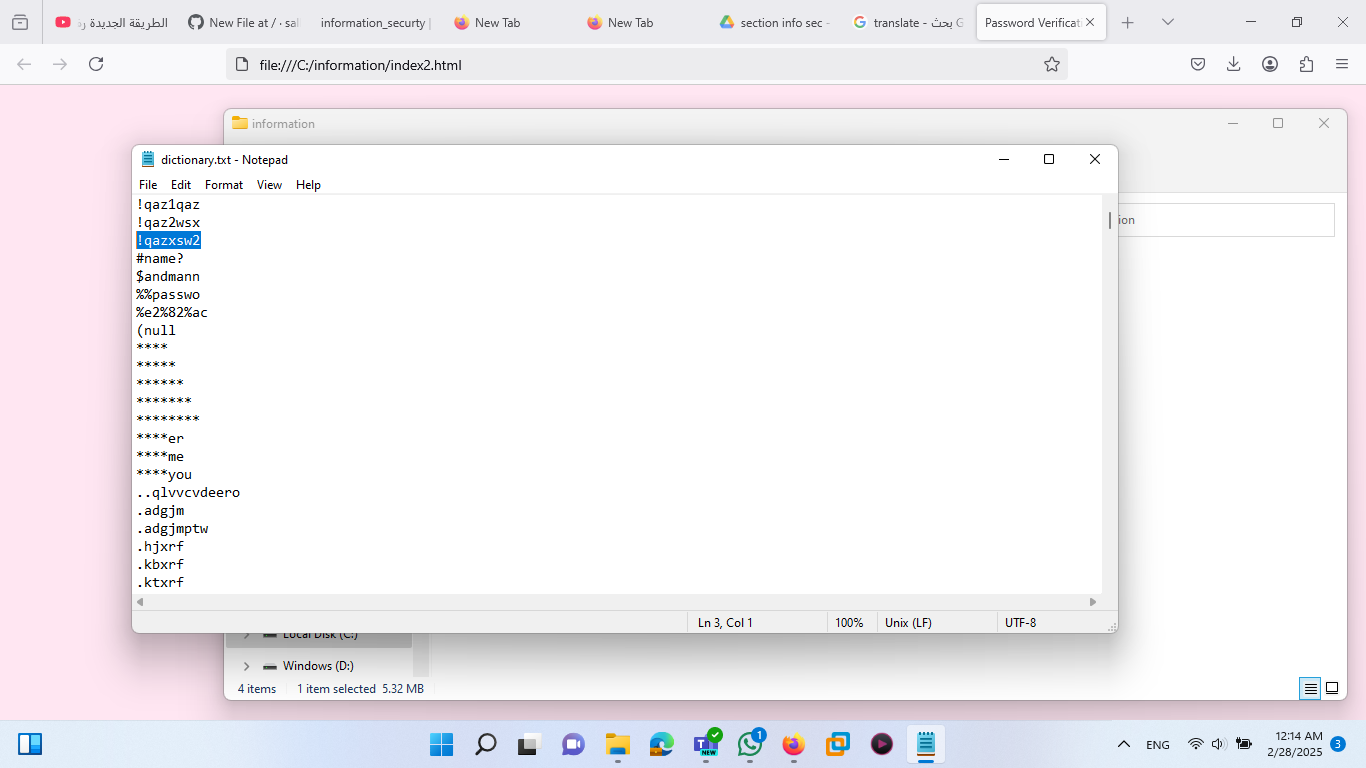 الطريقة الجديدة
New File at / · sal
information_securty |
New Tab
New Tab
section info sec -
translate - بحث G
Password Verificati
file:///C:/information/index2.html
information
dictionary.txt - Notepad
File Edit Format View Help
!qaz1qaz
!qaz2wsx
!qazxsw2
#name?
$andmann
%%passwo
%e2%82%ac
(null
****
*****
******
*******
********
****er
****me
****you
..qlvvcvdeero
.adgjm
.adgjmptw
.hjxrf
.kbxrf
.ktxrf
ion
Ln 3, Col 1
100%
Unix (LF)
UTF-8
Local Disk (C:)
Windows (D:)
4 items
1 item selected 5.32 MB
NEW
1
ENG
12:14 AM
2/28/2025
3